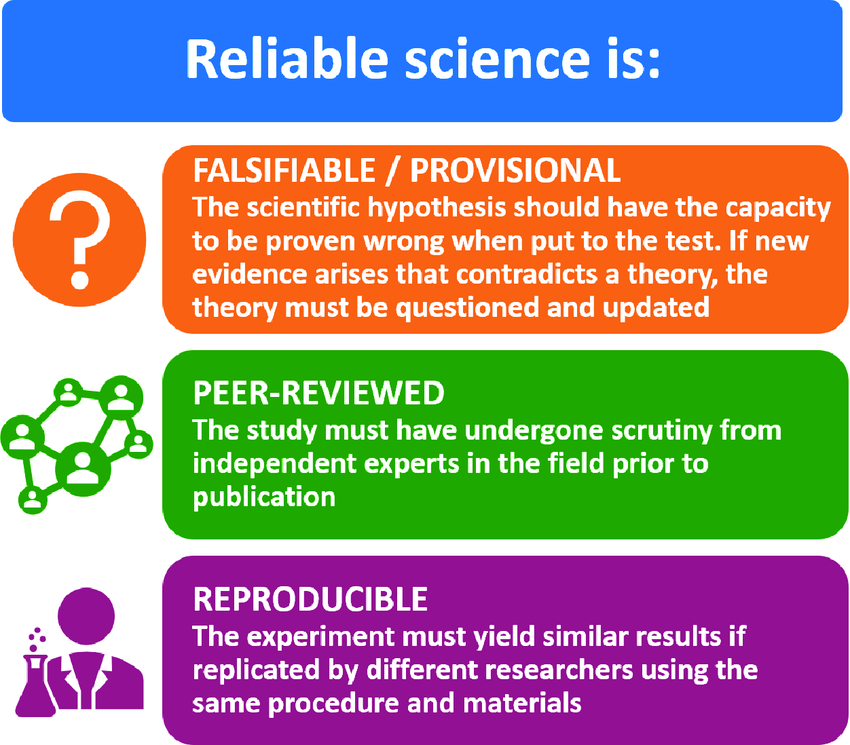 Reliable science is:
FALSIFIABLE / PROVISIONAL
The scientific hypothesis should have the capacity
to be proven wrong when put to the test. If new
evidence arises that contradicts a theory, the
theory must be questioned and updated
PEER-REVIEWED
The study must have undergone scrutiny from
independent experts in the field prior to
publication
REPRODUCIBLE
The experiment must yield similar results if
replicated by different researchers using the
same procedure and materials